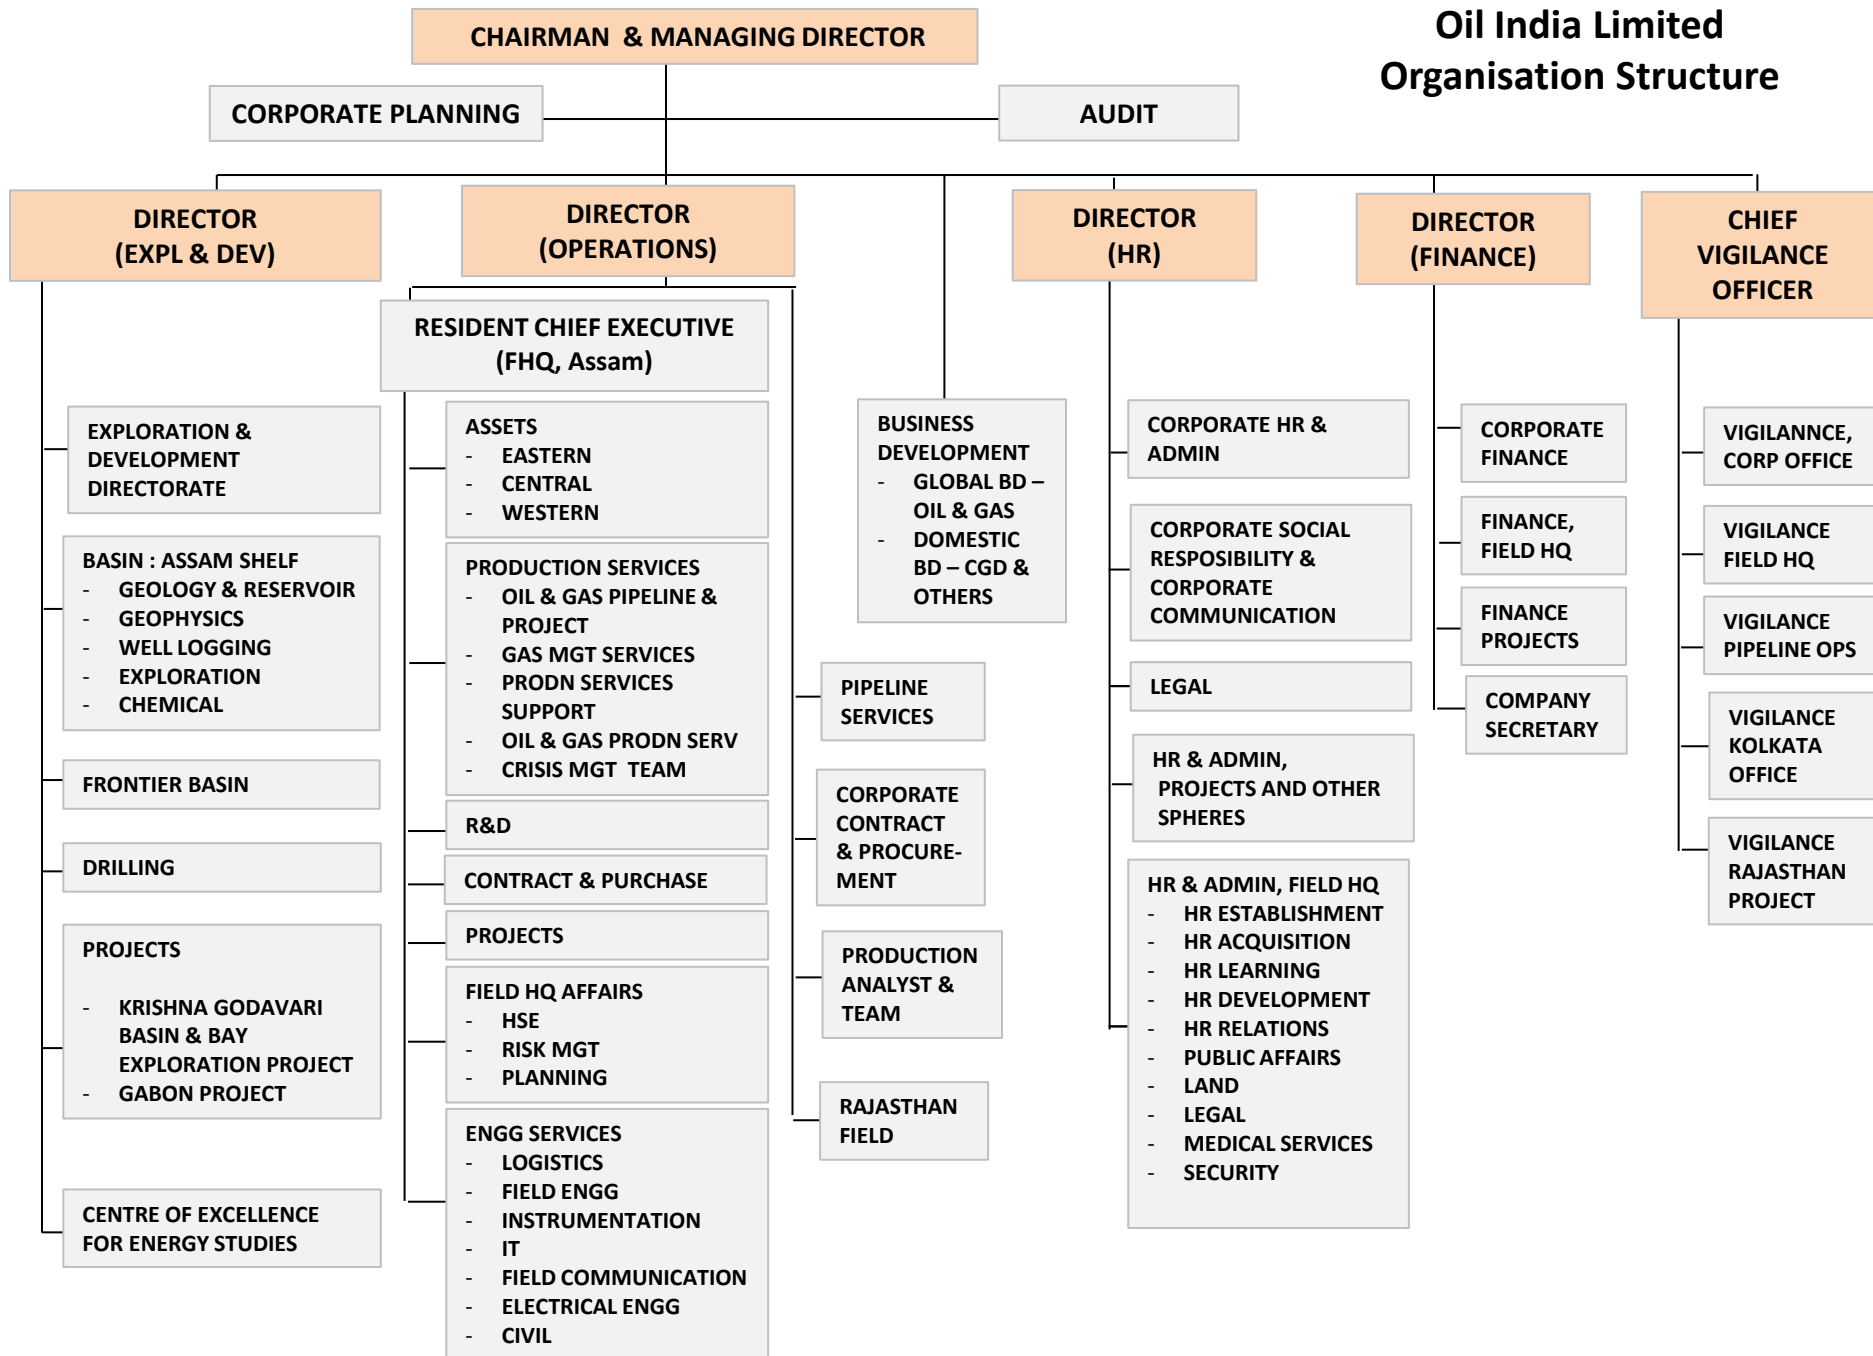 Oil India Limited
Organisation Structure
CHAIRMAN & MANAGING DIRECTOR
CORPORATE PLANNING
AUDIT
DIRECTOR
(EXPL & DEV)
DIRECTOR
(OPERATIONS)
DIRECTOR
(HR)
DIRECTOR
(FINANCE)
CHIEF
VIGILANCE
OFFICER
EXPLORATION &
DEVELOPMENT
DIRECTORATE
BASIN : ASSAM SHELF
- GEOLOGY & RESERVOIR
- GEOPHYSICS
- WELL LOGGING
- EXPLORATION
- CHEMICAL
FRONTIER BASIN
DRILLING
PROJECTS
- KRISHNA GODAVARI
BASIN & BAY
EXPLORATION PROJECT
- GABON PROJECT
CENTRE OF EXCELLENCE
FOR ENERGY STUDIES
RESIDENT CHIEF EXECUTIVE
(FHQ, Assam)
ASSETS
- EASTERN
- CENTRAL
- WESTERN
PRODUCTION SERVICES
- OIL & GAS PIPELINE &
PROJECT
- GAS MGT SERVICES
- PRODN SERVICES
SUPPORT
- OIL & GAS PRODN SERV
- CRISIS MGT TEAM
R&D
CONTRACT & PURCHASE
PROJECTS
FIELD HQ AFFAIRS
- HSE
- RISK MGT
- PLANNING
ENGG SERVICES
- LOGISTICS
- FIELD ENGG
- INSTRUMENTATION
- IT
- FIELD COMMUNICATION
- ELECTRICAL ENGG
- CIVIL
PIPELINE
SERVICES
CORPORATE
CONTRACT
& PROCURE-
MENT
PRODUCTION
ANALYST &
TEAM
RAJASTHAN
FIELD
BUSINESS
DEVELOPMENT
- GLOBAL BD –
OIL & GAS
- DOMESTIC
BD – CGD &
OTHERS
CORPORATE HR &
ADMIN
CORPORATE SOCIAL
RESPOSIBILITY &
CORPORATE
COMMUNICATION
LEGAL
HR & ADMIN,
PROJECTS AND OTHER
SPHERES
HR & ADMIN, FIELD HQ
- HR ESTABLISHMENT
- HR ACQUISITION
- HR LEARNING
- HR DEVELOPMENT
- HR RELATIONS
- PUBLIC AFFAIRS
- LAND
- LEGAL
- MEDICAL SERVICES
- SECURITY
CORPORATE
FINANCE
FINANCE,
FIELD HQ
FINANCE
PROJECTS
COMPANY
SECRETARY
VIGILANNCE,
CORP OFFICE
VIGILANCE
FIELD HQ
VIGILANCE
PIPELINE OPS
VIGILANCE
KOLKATA
OFFICE
VIGILANCE
RAJASTHAN
PROJECT